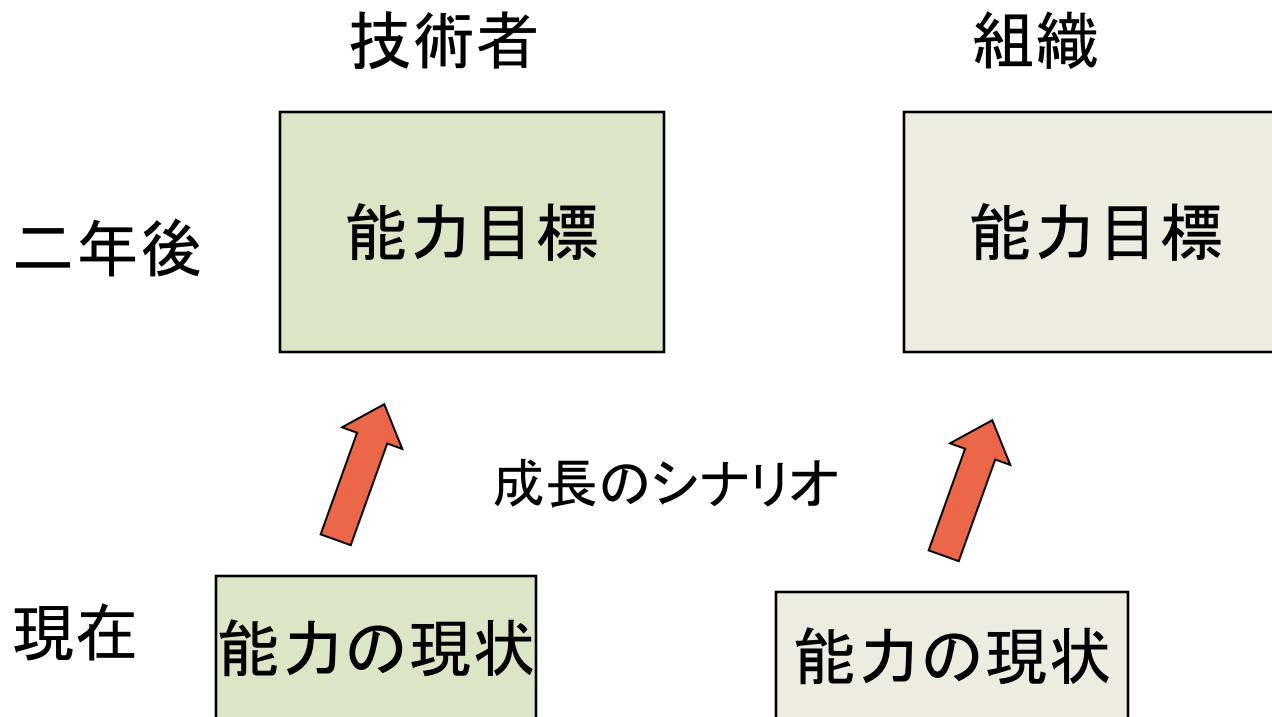 技術者
組織
二年後
能力目標
能力目標
成長のシナリオ
現在
能力の現状
能力の現状